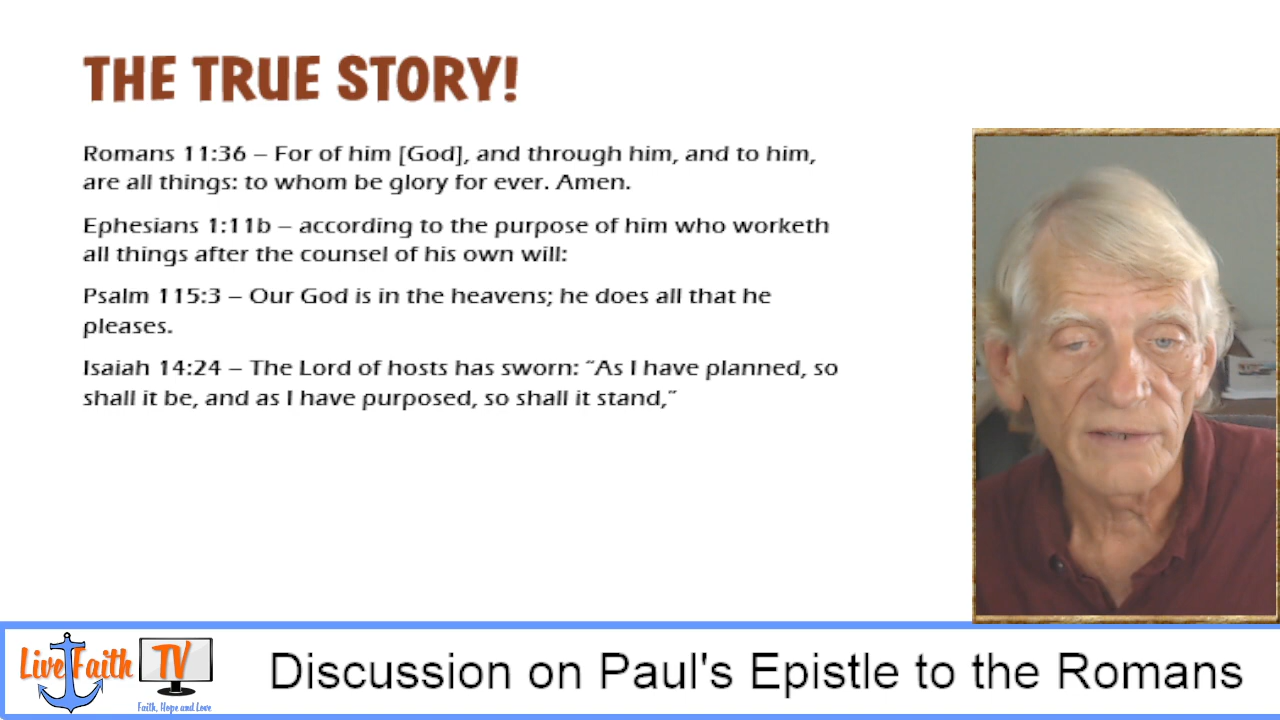 THE TRUE STORY!
Romans 11:36 – For of him [God], and through him, and to him,
are all things: to whom be glory for ever. Amen.
Ephesians 1:11b – according to the purpose of him who worketh
all things after the counsel of his own will:
Psalm 115:3 – Our God is in the heavens; he does all that he
pleases.
Isaiah 14:24 – The Lord of hosts has sworn: “As I have planned, so
shall it be, and as I have purposed, so shall it stand,”
Live Faith TV
Faith, Hope and Love
Discussion on Paul's Epistle to the Romans